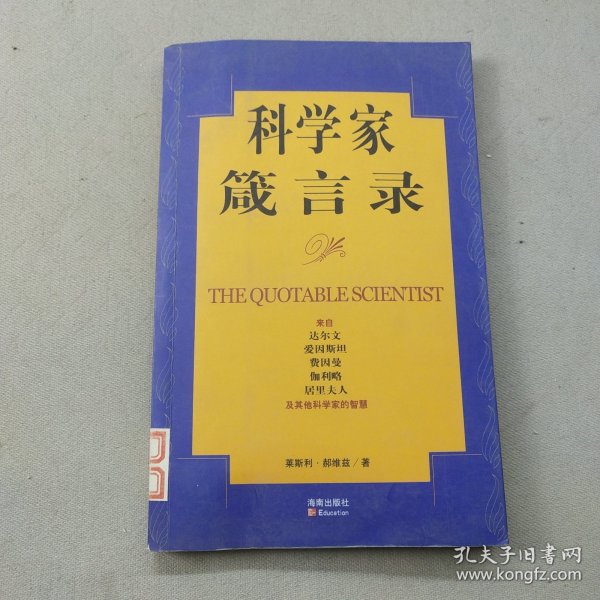 科学家
箴言录
THE QUOTABLE SCIENTIST
来自
达尔文
爱因斯坦
费因曼
伽利略
居里夫人
及其他科学家的智慧
莱斯利·郝维兹/著
海南出版社
Education
孔夫子旧书网
www.kongfz.com